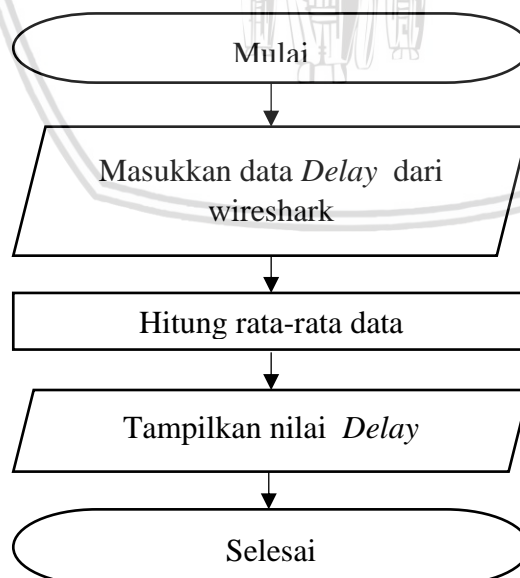 Mulai
Masukkan data Delay dari
wireshark
Hitung rata-rata data
Tampilkan nilai Delay
Selesai